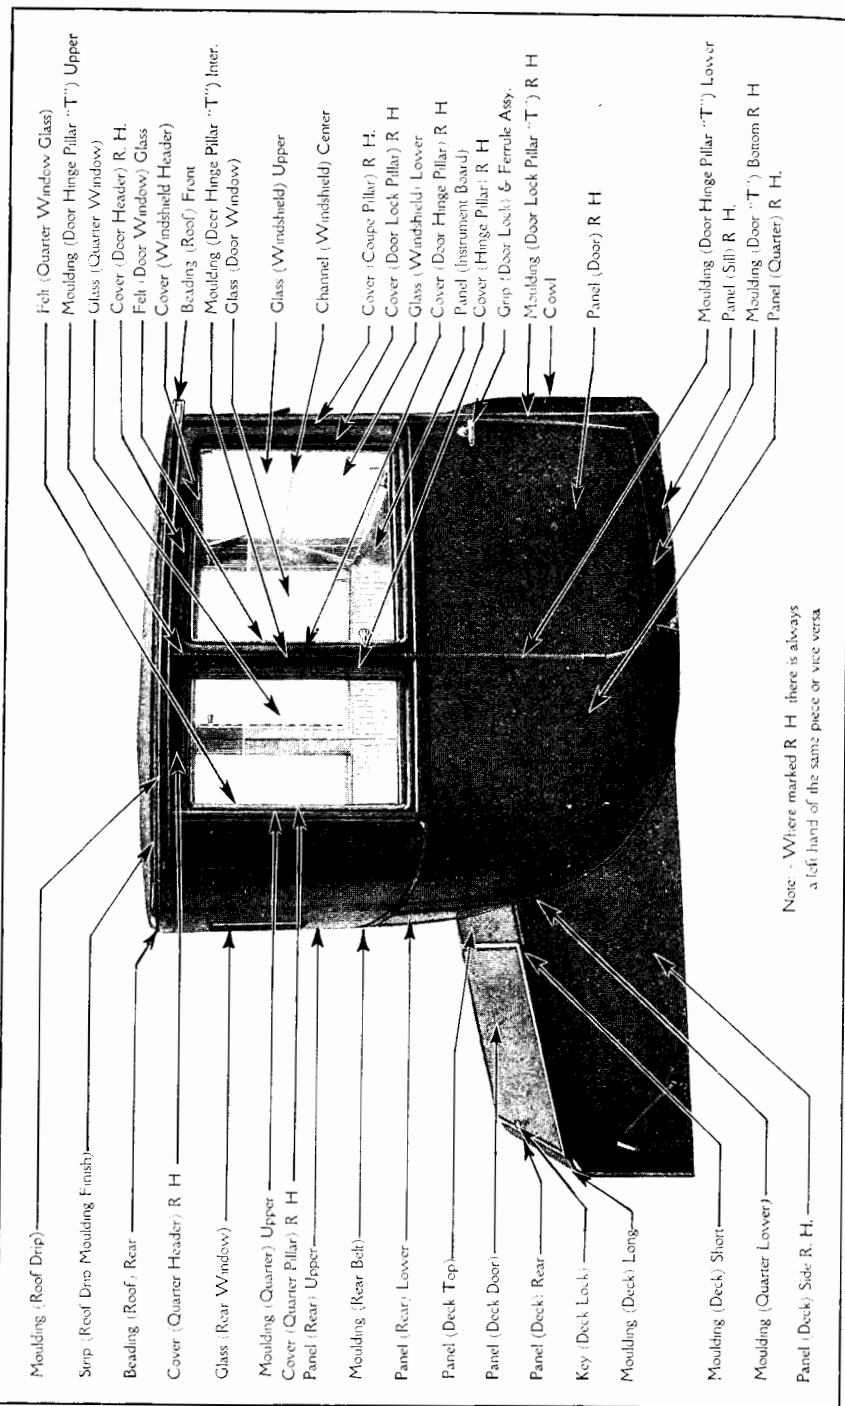 Moulding (Roof Drip)
Strip (Roof Drip Moulding Finish)
Beading (Roof) Rear
Cover (Quarter Header) R H
Glass (Rear Window)
Moulding (Quarter) Upper
Cover (Quarter Pillar) R H
Panel (Rear) Upper
Moulding (Rear Belt)
Panel (Rear) Lower
Panel (Deck Top)
Panel (Deck Door)
Panel (Deck) Rear
Key (Deck Lock)
Moulding (Deck) Long
Moulding (Deck) Short
Moulding (Quarter Lower)
Panel (Deck) Side R. H.
Felt (Quarter Window Glass)
Moulding (Door Hinge Pillar "T") Upper
Glass (Quarter Window)
Cover (Door Header) R. H.
Felt (Door Window) Glass
Cover (Windshield Header)
Beading (Roof) Front
Moulding (Door Hinge Pillar "T") Inter.
Glass (Door Window)
Glass (Windshield) Upper
Channel (Windshield) Center
Cover (Coupe Pillar) R H.
Cover (Door Lock Pillar) R H
Glass (Windshield) Lower
Cover (Door Hinge Pillar) R H
Panel (Instrument Board)
Cover (Hinge Pillar) R H
Grip (Door Lock) & Ferrule Assy.
Moulding (Door Lock Pillar "T") R H
Cowl
Panel (Door) R H
Moulding (Door Hinge Pillar "T") Lower
Panel (Sill) R H.
Moulding (Door "T") Bottom R H
Panel (Quarter) R H.
Note: - Where marked R H there is always
a left hand of the same piece or vice versa